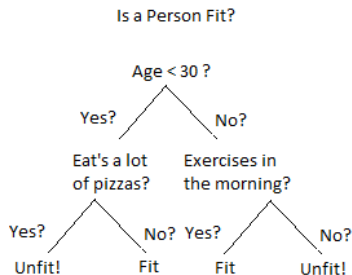 Is a Person Fit?
Age < 30 ?
Yes?
No?
Eat's a lot
of pizzas?
Exercises in
the morning?
Yes?
No?
Yes?
No?
Unfit!
Fit
Fit
Unfit!